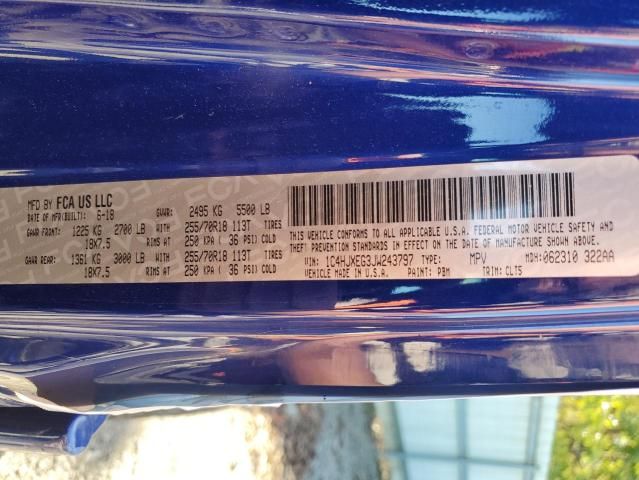 MFD BY FCA US LLC
DATE OF MFR(BUILT): 6-18 GVWR: 2495 KG 5500 LB
GAWR FRONT: 1225 KG 2700 LB WITH 255/70R18 113T TIRES
18X7.5 RIMS AT 250 KPA ( 36 PSI) COLD
GAWR REAR: 1361 KG 3000 LB WITH 255/70R18 113T TIRES
18X7.5 RIMS AT 250 KPA ( 36 PSI) COLD
THIS VEHICLE CONFORMS TO ALL APPLICABLE U.S.A. FEDERAL MOTOR VEHICLE SAFETY AND
THEFT PREVENTION STANDARDS IN EFFECT ON THE DATE OF MANUFACTURE SHOWN ABOVE.
VIN: 1C4HJXEG3JW243797 TYPE: MPV MDH: 062310 322AA
VEHICLE MADE IN U.S.A. PAINT: PBM TRIM: CLT5